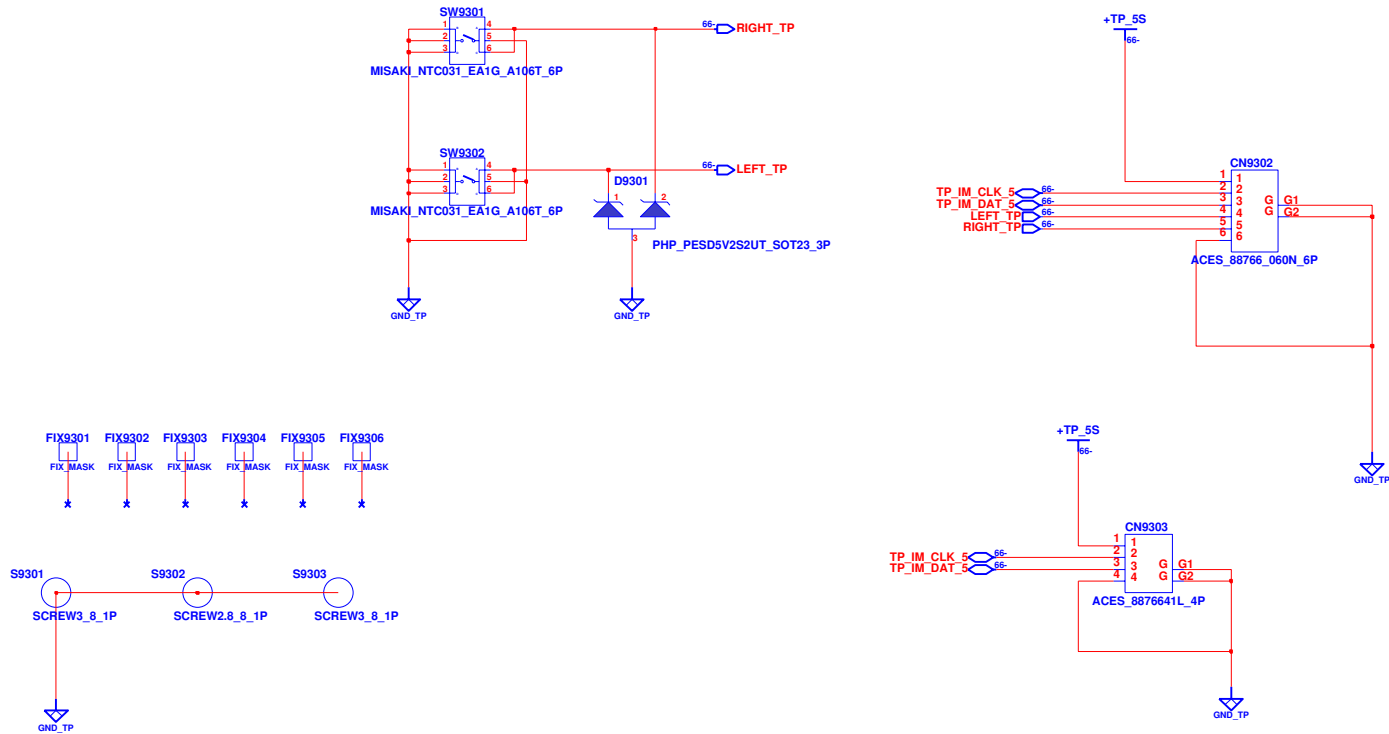 SW9301
1 4
2 5
3 6
MISAKI_NTC031_EA1G_A106T_6P
66- RIGHT_TP
SW9302
1 4
2 5
3 6
MISAKI_NTC031_EA1G_A106T_6P
66- LEFT_TP
D9301
1 2
3
PHP_PESD5V2S2UT_SOT23_3P
GND_TP
GND_TP
+TP_5S
66-
CN9302
1 1
TP_IM_CLK_5 66- 2 2
TP_IM_DAT_5 66- 3 3 G G1
LEFT_TP 66- 4 4 G G2
RIGHT_TP 66- 5 5
6 6
ACES_88766_060N_6P
GND_TP
FIX9301 FIX9302 FIX9303 FIX9304 FIX9305 FIX9306
FIX_MASK FIX_MASK FIX_MASK FIX_MASK FIX_MASK FIX_MASK
S9301 S9302 S9303
SCREW3_8_1P SCREW2.8_8_1P SCREW3_8_1P
GND_TP
+TP_5S
66-
CN9303
1 1
TP_IM_CLK_5 66- 2 2
TP_IM_DAT_5 66- 3 3 G G1
4 4 G G2
ACES_8876641L_4P
GND_TP